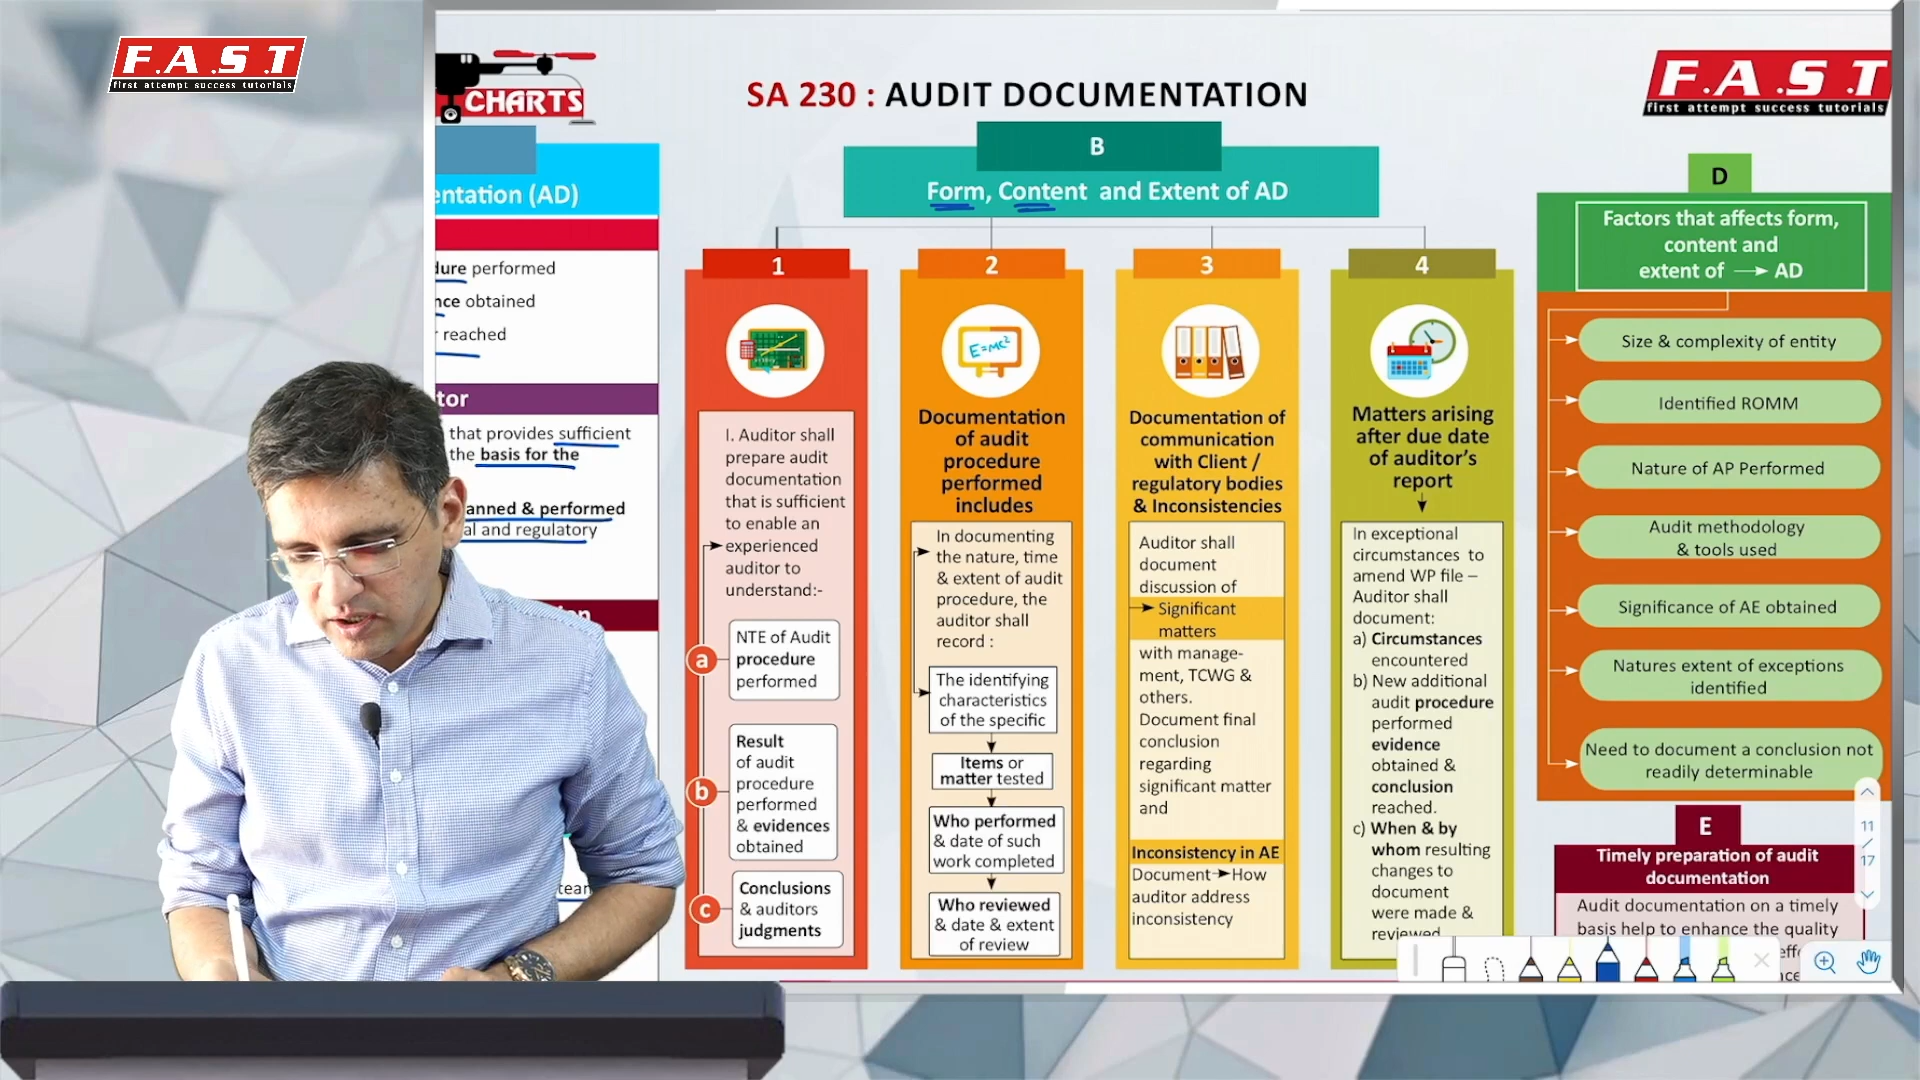 F.A.S.T
first attempt success tutorials
CHARTS
SA 230 : AUDIT DOCUMENTATION
F.A.S.T
first attempt success tutorials
entation (AD)
dure performed
nce obtained
r reached
tor
that provides sufficient
the basis for the
anned & performed
al and regulatory
team
B
Form, Content and Extent of AD
1
I. Auditor shall
prepare audit
documentation
that is sufficient
to enable an
experienced
auditor to
understand:-
a
NTE of Audit
procedure
performed
b
Result
of audit
procedure
performed
& evidences
obtained
c
Conclusions
& auditors
judgments
2
E=mc²
Documentation
of audit
procedure
performed
includes
In documenting
the nature, time
& extent of audit
procedure, the
auditor shall
record :
The identifying
characteristics
of the specific
Items or
matter tested
Who performed
& date of such
work completed
Who reviewed
& date & extent
of review
3
Documentation of
communication
with Client /
regulatory bodies
& Inconsistencies
Auditor shall
document
discussion of
Significant
matters
with manage-
ment, TCWG &
others.
Document final
conclusion
regarding
significant matter
and
Inconsistency in AE
Document → How
auditor address
inconsistency
4
Matters arising
after due date
of auditor's
report
In exceptional
circumstances to
amend WP file –
Auditor shall
document:
a) Circumstances
encountered
b) New additional
audit procedure
performed
evidence
obtained &
conclusion
reached.
c) When & by
whom resulting
changes to
document
were made &
reviewed
D
Factors that affects form,
content and
extent of → AD
Size & complexity of entity
Identified ROMM
Nature of AP Performed
Audit methodology
& tools used
Significance of AE obtained
Natures extent of exceptions
identified
Need to document a conclusion not
readily determinable
E
Timely preparation of audit
documentation
Audit documentation on a timely
basis help to enhance the quality
11
/
17